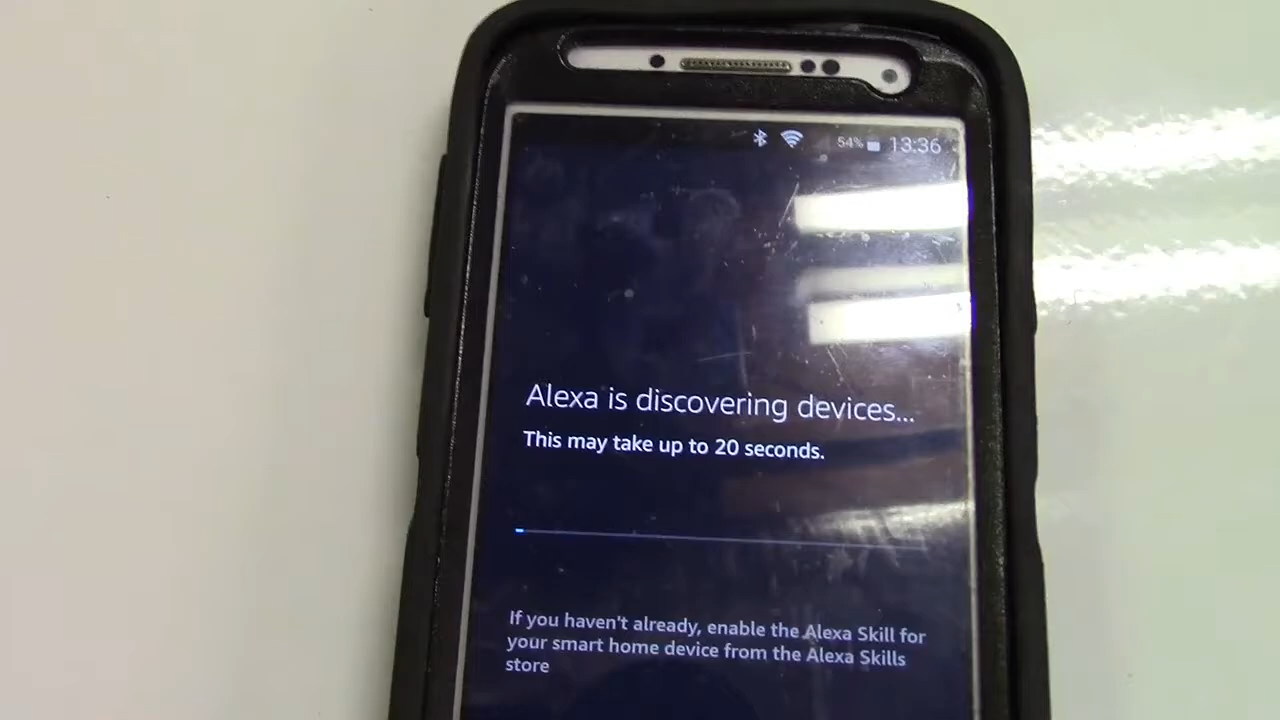 54% 13:36
Alexa is discovering devices...
This may take up to 20 seconds.
If you haven't already, enable the Alexa Skill for
your smart home device from the Alexa Skills
store